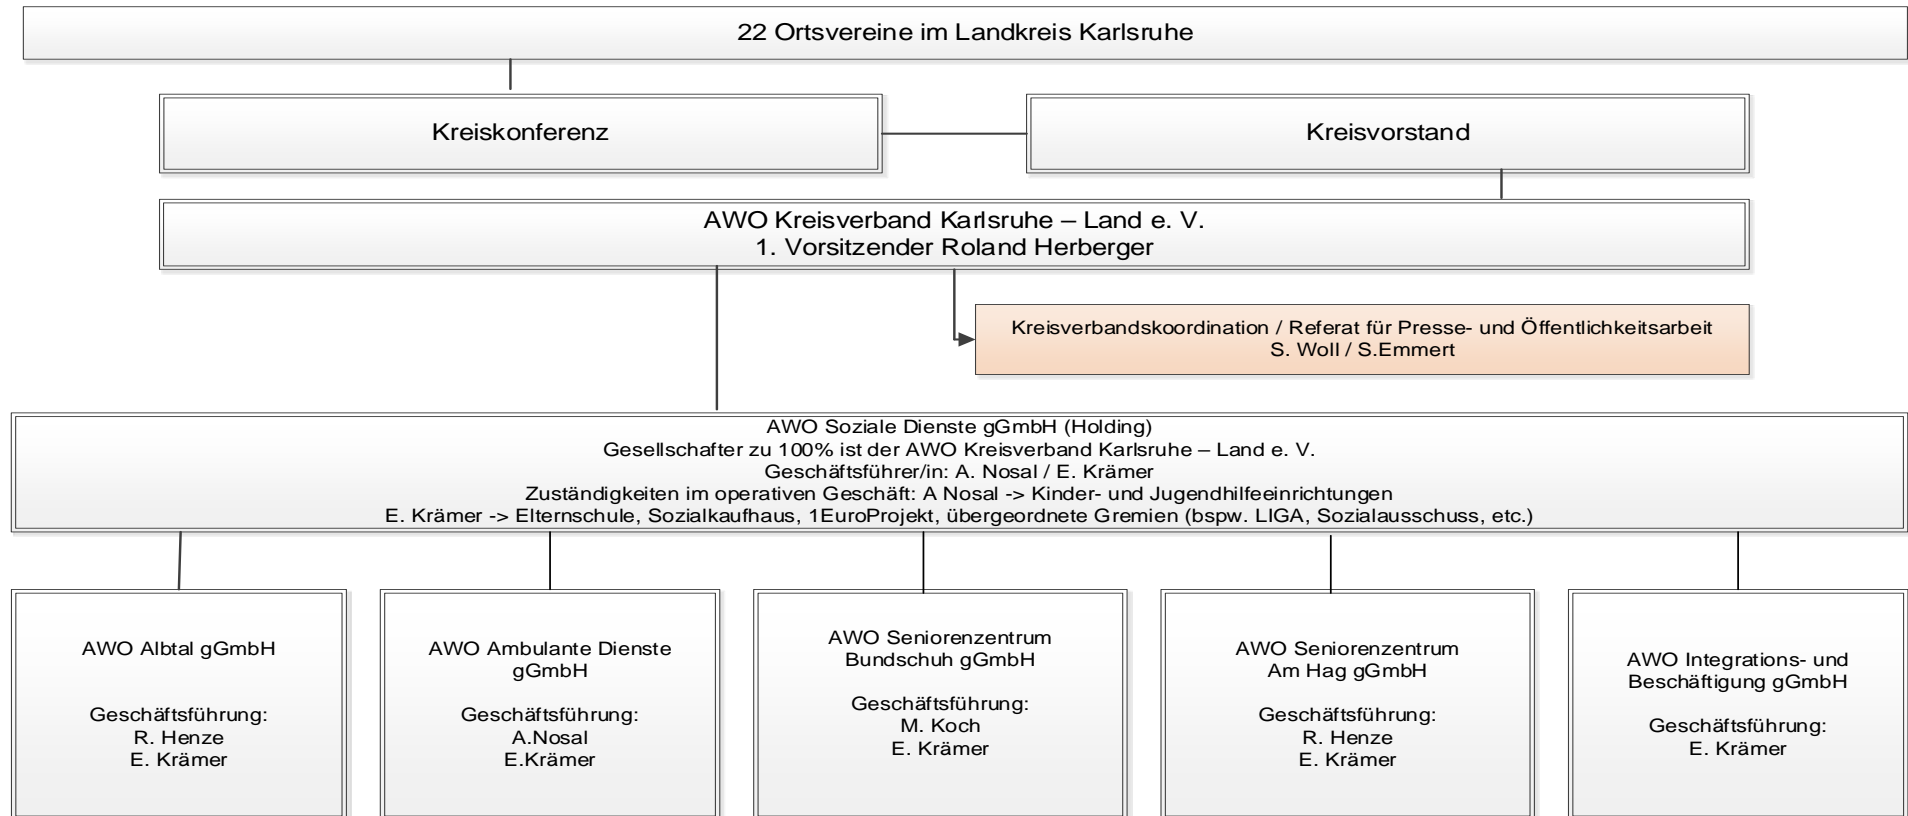 22 Ortsvereine im Landkreis Karlsruhe
Kreiskonferenz
Kreisvorstand
AWO Kreisverband Karlsruhe – Land e. V.
1. Vorsitzender Roland Herberger
Kreisverbandskoordination / Referat für Presse- und Öffentlichkeitsarbeit
S. Woll / S.Emmert
AWO Soziale Dienste gGmbH (Holding)
Gesellschafter zu 100% ist der AWO Kreisverband Karlsruhe – Land e. V.
Geschäftsführer/in: A. Nosal / E. Krämer
Zuständigkeiten im operativen Geschäft: A Nosal -> Kinder- und Jugendhilfeeinrichtungen
E. Krämer -> Elternschule, Sozialkaufhaus, 1EuroProjekt, übergeordnete Gremien (bspw. LIGA, Sozialausschuss, etc.)
AWO Albtal gGmbH
Geschäftsführung:
R. Henze
E. Krämer
AWO Ambulante Dienste
gGmbH
Geschäftsführung:
A.Nosal
E.Krämer
AWO Seniorenzentrum
Bundschuh gGmbH
Geschäftsführung:
M. Koch
E. Krämer
AWO Seniorenzentrum
Am Hag gGmbH
Geschäftsführung:
R. Henze
E. Krämer
AWO Integrations- und
Beschäftigung gGmbH
Geschäftsführung:
E. Krämer